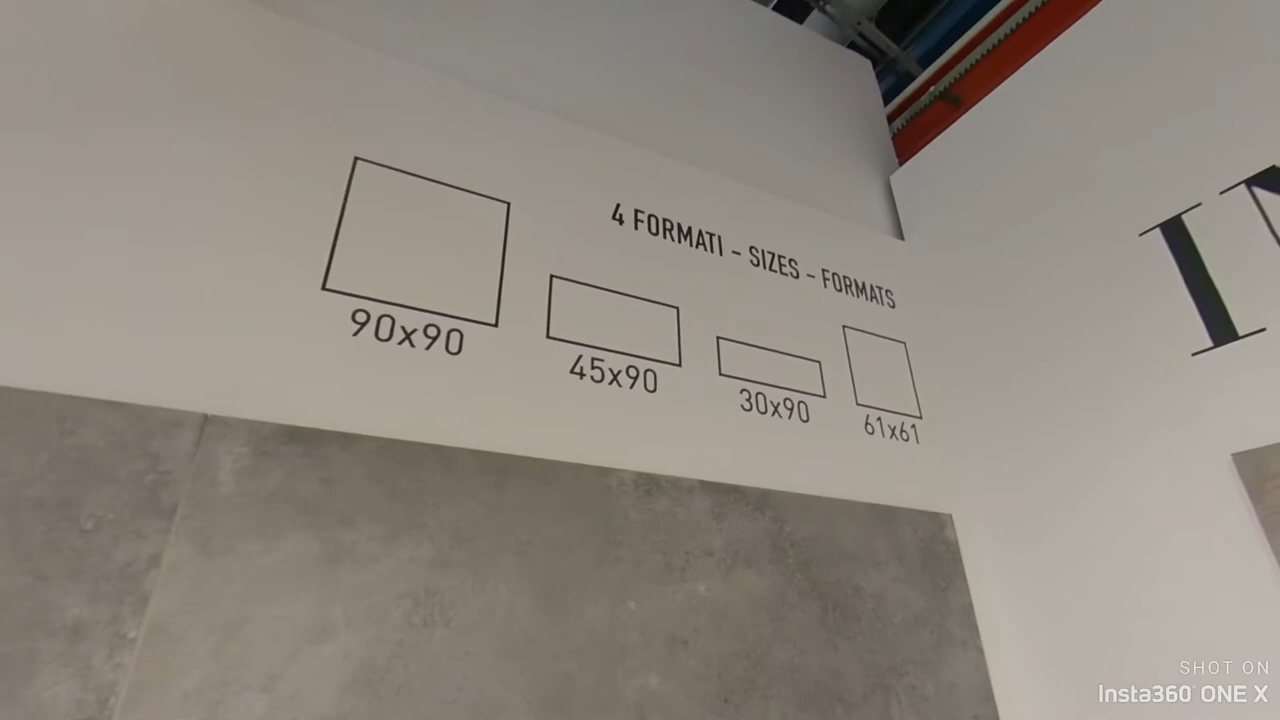 4 FORMATI - SIZES - FORMATS
90x90
45x90
30x90
61x61
SHOT ON
Insta360 ONE X